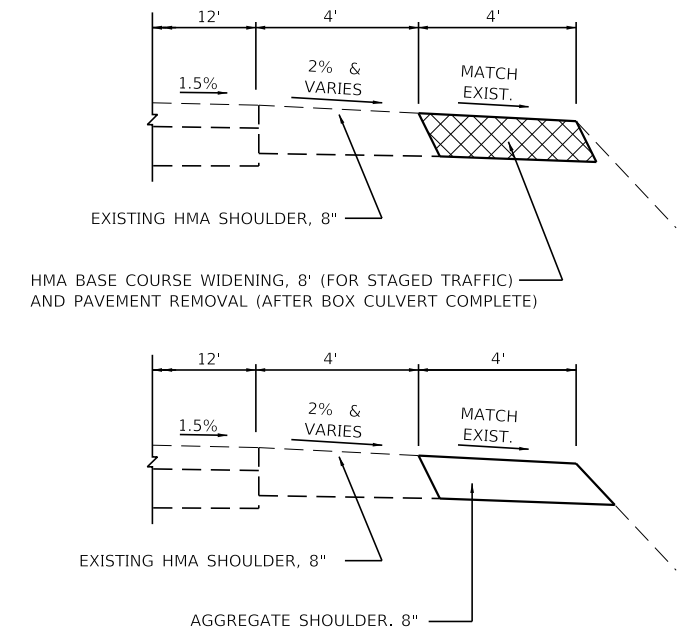 12' 4' 4'
1.5%
2% &
VARIES
MATCH
EXIST.
EXISTING HMA SHOULDER, 8"
HMA BASE COURSE WIDENING, 8' (FOR STAGED TRAFFIC)
AND PAVEMENT REMOVAL (AFTER BOX CULVERT COMPLETE)
12' 4' 4'
1.5%
2% &
VARIES
MATCH
EXIST.
EXISTING HMA SHOULDER, 8"
AGGREGATE SHOULDER. 8"